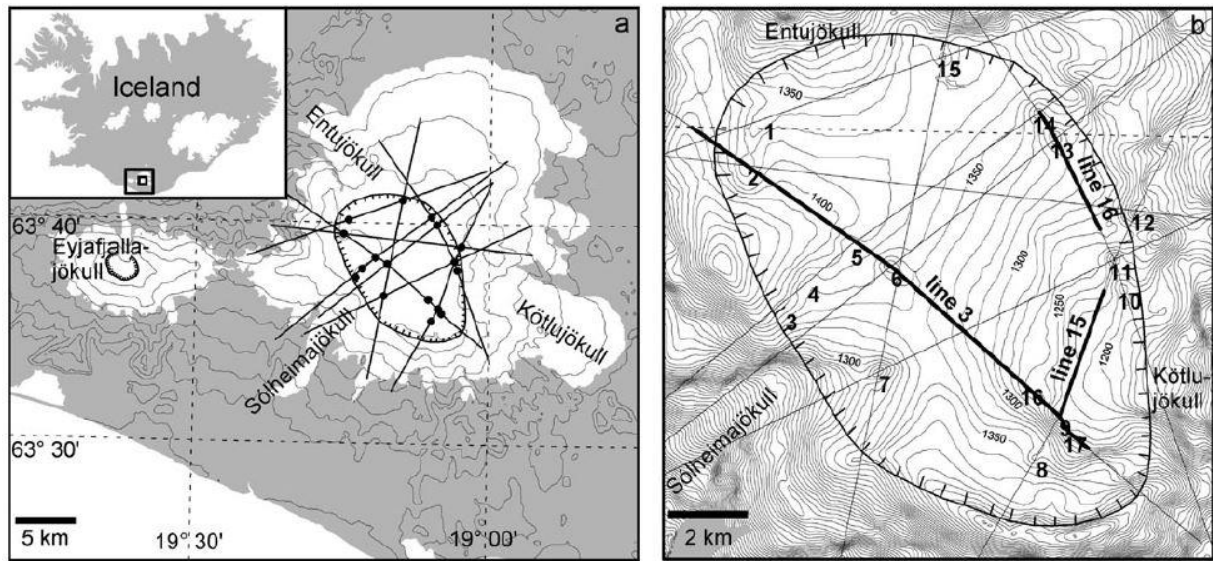 a
Iceland
Entujökull
63° 40'
Eyjafjalla-
jökull
Kötlujökull
Sólheimajökull
63° 30'
5 km
19° 30'
19° 00'
b
Entujökull
15
1350
1
14
13
1350
2
line 16
1400
12
5
6
1300
11
4
line 3
10
1250
3
line 15
1300
1200
7
16
Kötlu-
jökull
1300
9
17
1350
8
Sólheimajökull
2 km